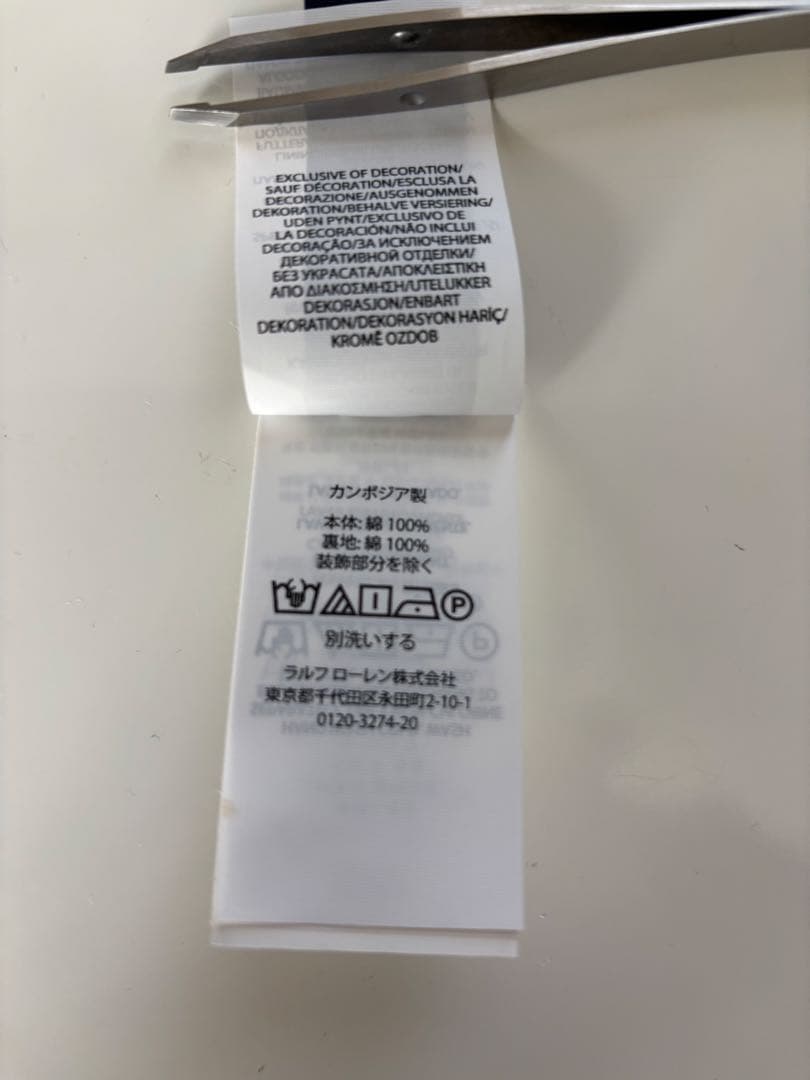 EXCLUSIVE OF DECORATION/
SAUF DÉCORATION/ESCLUSA LA
DECORAZIONE/AUSGENOMMEN
DEKORATION/BEHALVE VERSIERING/
UDEN PYNT/EXCLUSIVO DE
LA DECORACIÓN/NÃO INCLUI
DECORAÇÃO/ЗА ИСКЛЮЧЕНИЕМ
ДЕКОРАТИВНОЙ ОТДЕЛКИ/
БЕЗ УКРАСАТА/ΑΠΟΚΛΕΙΣΤΙΚΗ
ΑΠΟ ΔΙΑΚΟΣΜΗΣΗ/UTELUKKER
DEKORASJON/ENBART
DEKORATION/DEKORASYON HARİÇ/
KROMĚ OZDOB
カンボジア製
本体: 綿 100%
裏地: 綿 100%
装飾部分を除く
P
別洗いする
ラルフ ローレン株式会社
東京都千代田区永田町2-10-1
0120-3274-20